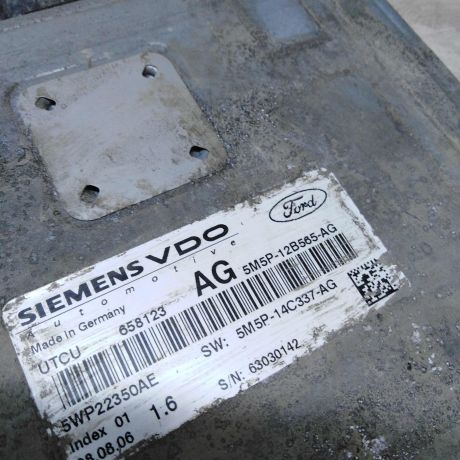 SIEMENS VDO
Automotive
Made in Germany
Ford
AG
5M5P-12B565-AG
UTCU
658123
SW: 5M5P-14C337-AG
5WP22350AE
S/N: 63030142
Index 01
1.6
08.06